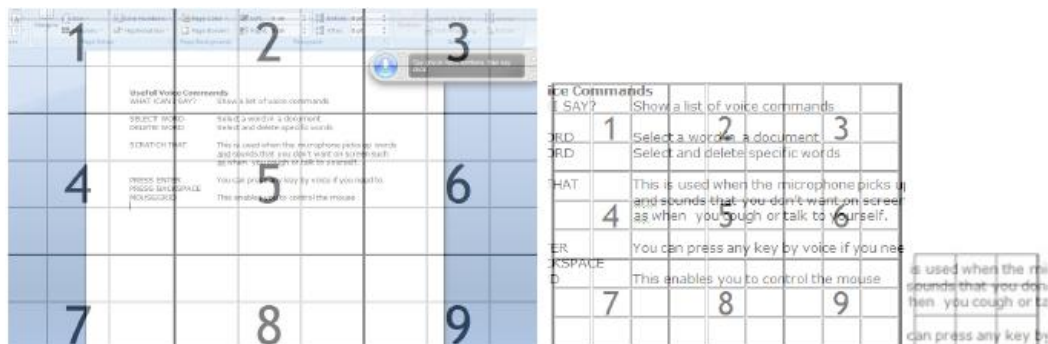 1 2 3
Usefull Voice Commands
WHAT CAN I SAY? Show a list of voice commands
SELECT WORD Select a word in a document
DELETE WORD Select and delete specific words
SCRATCH THAT This is used when the microphone picks up words
and sounds that you don't want on screen such
as when you cough or talk to yourself.
PRESS ENTER You can press any key by voice if you need to.
PRESS BACKSPACE
MOUSEGRID This enables you to control the mouse
4 5 6
7 8 9
ice Commands
I SAY? Show a list of voice commands
1 2 3
ORD Select a word in a document
ORD Select and delete specific words
HAT This is used when the microphone picks up
and sounds that you don't want on screen
4 5 6
as when you cough or talk to yourself.
ER You can press any key by voice if you nee
KSPACE
D This enables you to control the mouse
7 8 9
is used when the mi
sounds that you don
hen you cough or ta
can press any key by